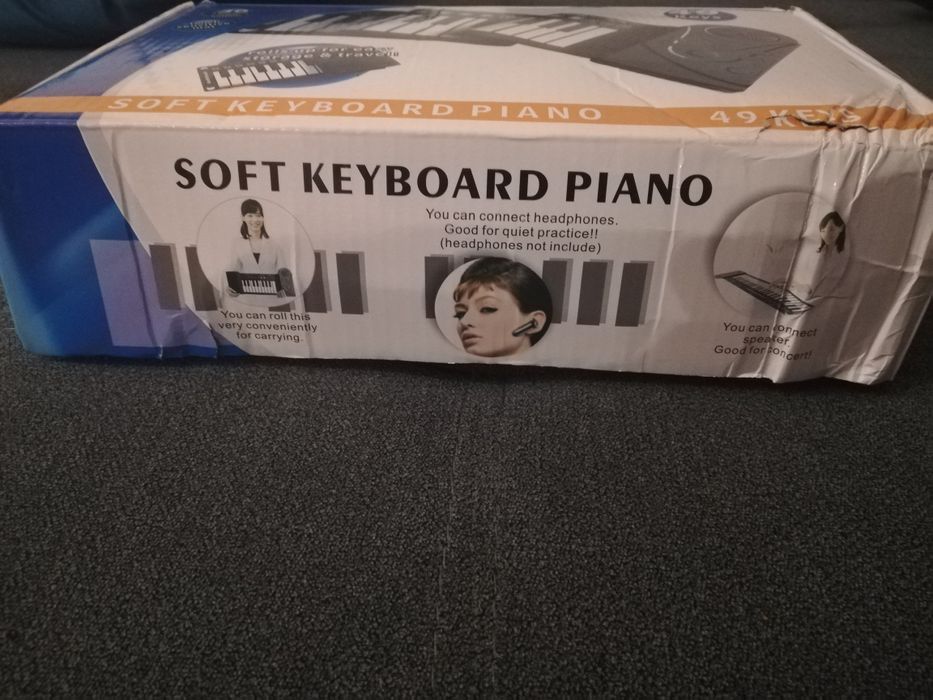 Keys
roll up for easy
storage & travel
SOFT KEYBOARD PIANO
49 KEYS
SOFT KEYBOARD PIANO
You can connect headphones.
Good for quiet practice!!
(headphones not include)
You can roll this
very conveniently
for carrying.
You can connect
speaker.
Good for concert!